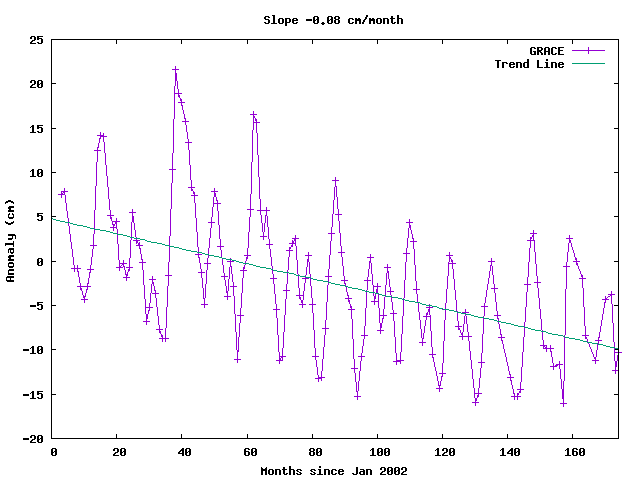 Slope -0.08 cm/month
GRACE
Trend Line
25
20
15
10
5
0
-5
-10
-15
-20
Anomaly (cm)
0 20 40 60 80 100 120 140 160
Months since Jan 2002